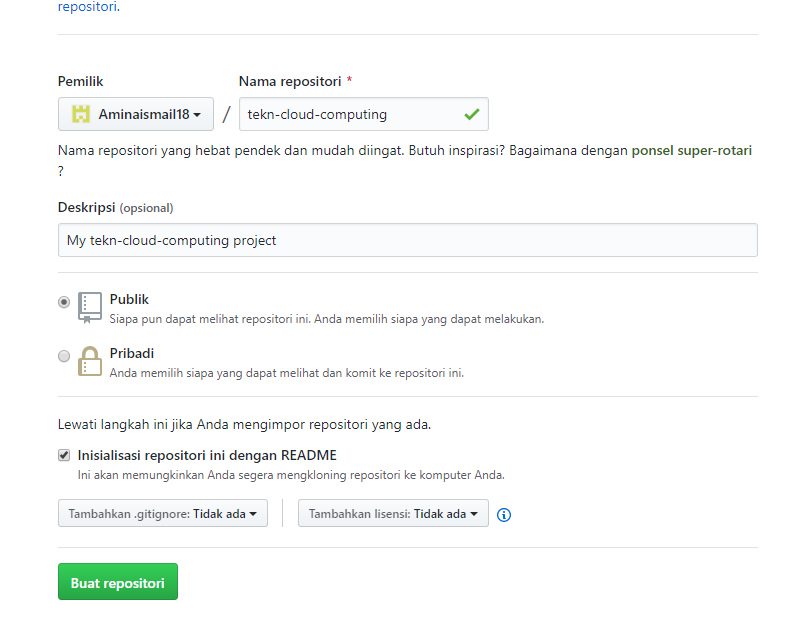 repositori.
Pemilik
Nama repositori *
Aminaismail18
/
tekn-cloud-computing
Nama repositori yang hebat pendek dan mudah diingat. Butuh inspirasi? Bagaimana dengan ponsel super-rotari
?
Deskripsi (opsional)
My tekn-cloud-computing project
Publik
Siapa pun dapat melihat repositori ini. Anda memilih siapa yang dapat melakukan.
Pribadi
Anda memilih siapa yang dapat melihat dan komit ke repositori ini.
Lewati langkah ini jika Anda mengimpor repositori yang ada.
Inisialisasi repositori ini dengan README
Ini akan memungkinkan Anda segera mengkloning repositori ke komputer Anda.
Tambahkan .gitignore: Tidak ada
Tambahkan lisensi: Tidak ada
Buat repositori